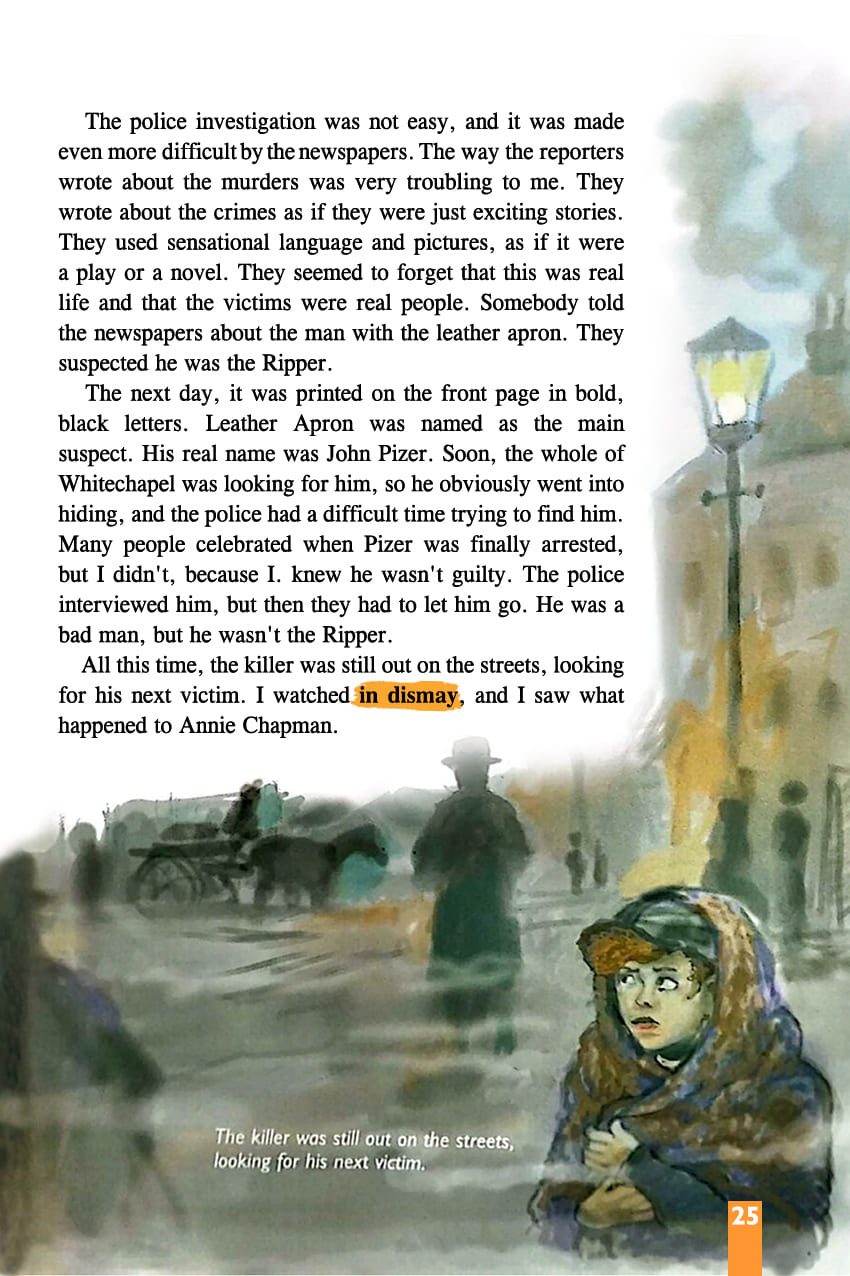 The police investigation was not easy, and it was made
even more difficult by the newspapers. The way the reporters
wrote about the murders was very troubling to me. They
wrote about the crimes as if they were just exciting stories.
They used sensational language and pictures, as if it were
a play or a novel. They seemed to forget that this was real
life and that the victims were real people. Somebody told
the newspapers about the man with the leather apron. They
suspected he was the Ripper.
The next day, it was printed on the front page in bold,
black letters. Leather Apron was named as the main
suspect. His real name was John Pizer. Soon, the whole of
Whitechapel was looking for him, so he obviously went into
hiding, and the police had a difficult time trying to find him.
Many people celebrated when Pizer was finally arrested,
but I didn't, because I. knew he wasn't guilty. The police
interviewed him, but then they had to let him go. He was a
bad man, but he wasn't the Ripper.
All this time, the killer was still out on the streets, looking
for his next victim. I watched in dismay, and I saw what
happened to Annie Chapman.
The killer was still out on the streets,
looking for his next victim.
25